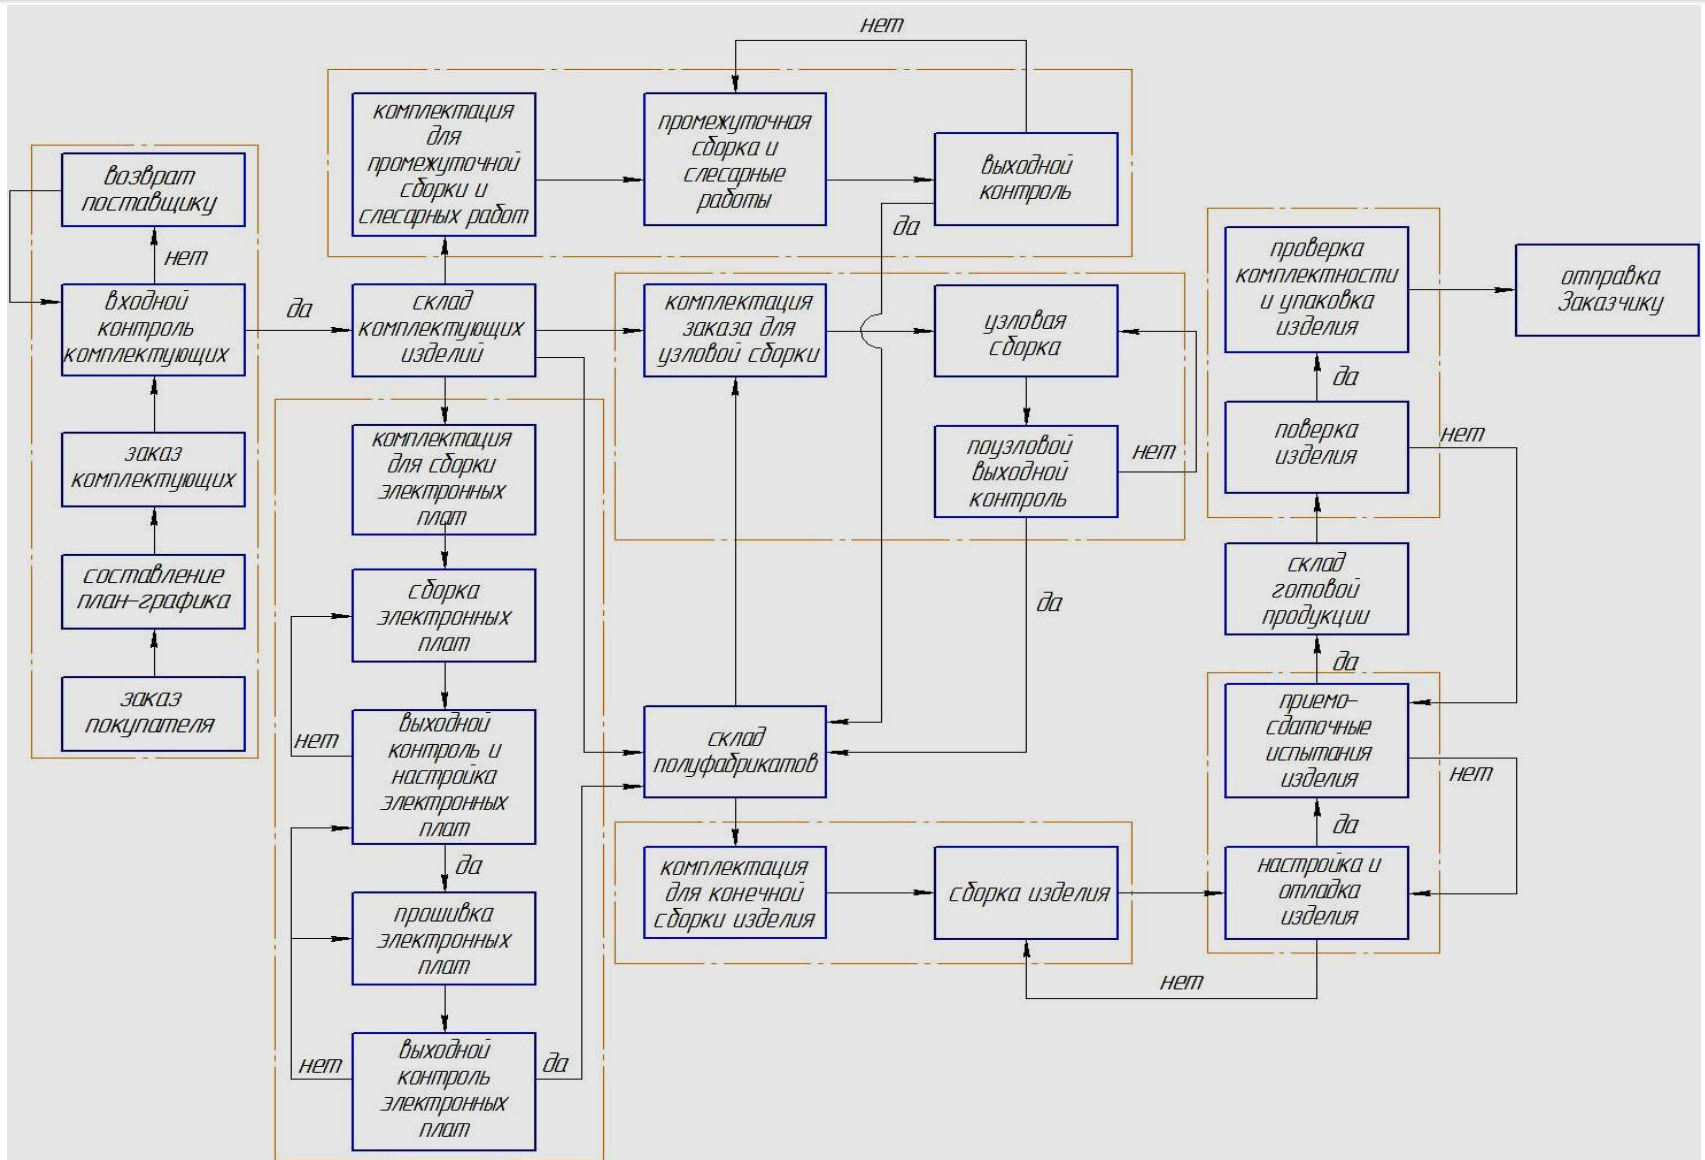 нет
комплектация
для
промежуточной
сборки и
слесарных работ
промежуточная
сборка и
слесарные
работы
выходной
контроль
да
возврат
поставщику
нет
входной
контроль
комплектующих
да
склад
комплектующих
изделий
комплектация
заказа для
узловой сборки
узловая
сборка
проверка
комплектности
и упаковка
изделия
отправка
Заказчику
да
заказ
комплектующих
комплектация
для сборки
электронных
плат
поузловой
выходной
контроль
нет
поверка
изделия
нет
составление
план-графика
сборка
электронных
плат
да
склад
готовой
продукции
да
заказ
покупателя
нет
выходной
контроль и
настройка
электронных
плат
склад
полуфабрикатов
приемо-
сдаточные
испытания
изделия
нет
да
да
прошивка
электронных
плат
комплектация
для конечной
сборки изделия
сборка изделия
настройка и
отладка
изделия
нет
нет
выходной
контроль
электронных
плат
да